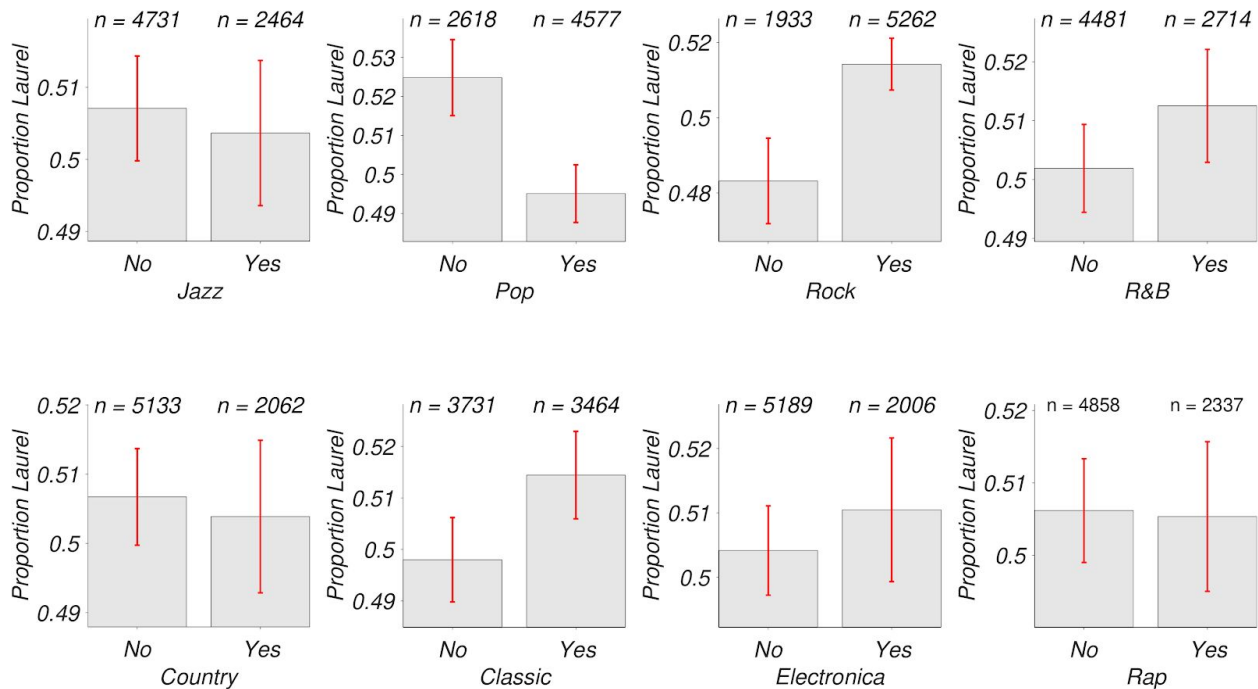 n = 4731 n = 2464
Proportion Laurel
0.51
0.5
0.49
No Yes
Jazz
n = 2618 n = 4577
Proportion Laurel
0.53
0.52
0.51
0.5
0.49
No Yes
Pop
n = 1933 n = 5262
Proportion Laurel
0.52
0.5
0.48
No Yes
Rock
n = 4481 n = 2714
Proportion Laurel
0.52
0.51
0.5
0.49
No Yes
R&B
n = 5133 n = 2062
Proportion Laurel
0.52
0.51
0.5
0.49
No Yes
Country
n = 3731 n = 3464
Proportion Laurel
0.52
0.51
0.5
0.49
No Yes
Classic
n = 5189 n = 2006
Proportion Laurel
0.52
0.51
0.5
No Yes
Electronica
n = 4858 n = 2337
Proportion Laurel
0.52
0.51
0.5
No Yes
Rap